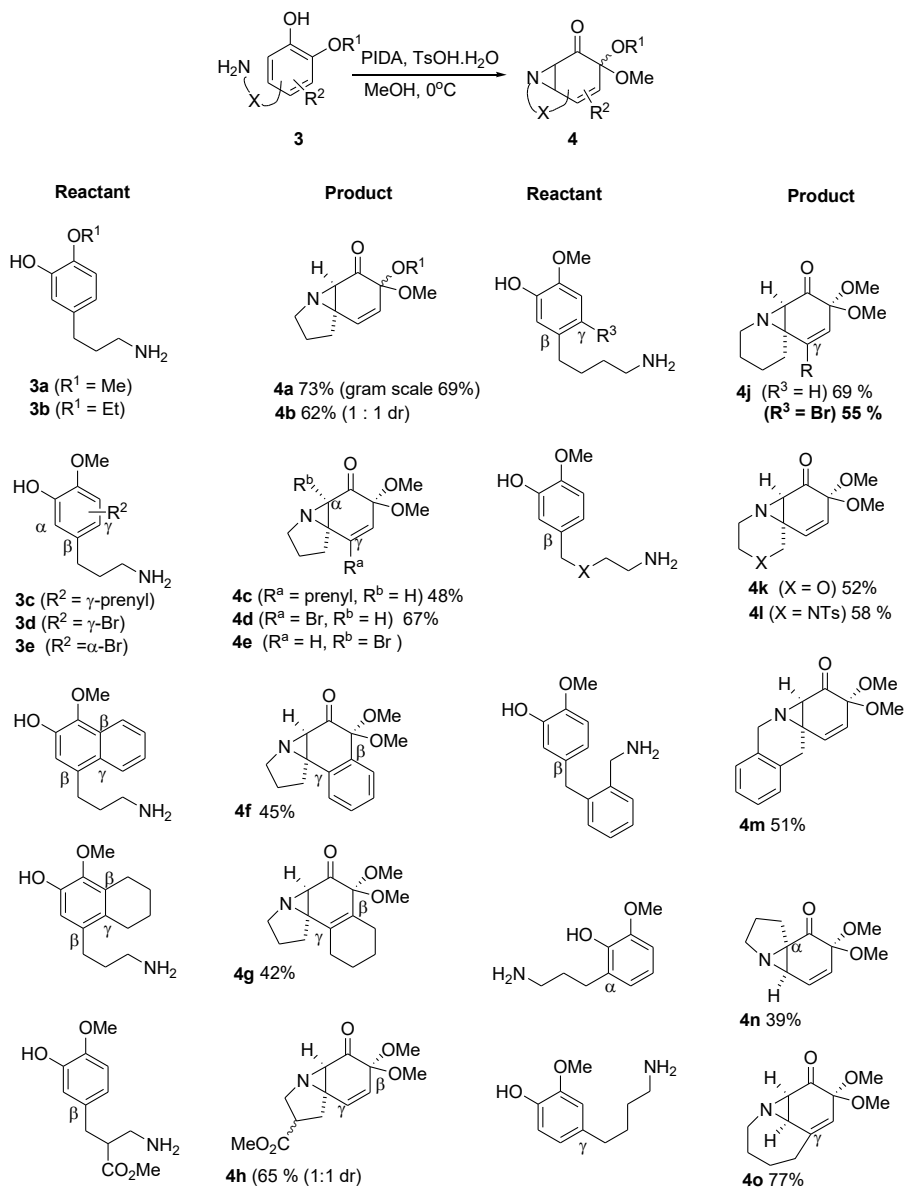 OH
OR1
H2N
X
R2
3
PIDA, TsOH.H2O
MeOH, 0oC
O
OR1
OMe
N
X
R2
4
Reactant
Product
Reactant
Product
OR1
HO
NH2
3a (R1 = Me)
3b (R1 = Et)
O
H
OR1
OMe
N
4a 73% (gram scale 69%)
4b 62% (1 : 1 dr)
OMe
HO
γ
R3
β
NH2
O
H
OMe
OMe
N
γ
R
4j (R3 = H) 69 %
(R3 = Br) 55 %
OMe
HO
R2
α
γ
β
NH2
3c (R2 = γ-prenyl)
3d (R2 = γ-Br)
3e (R2 =α-Br)
O
Rb
OMe
α
OMe
N
γ
Ra
4c (Ra = prenyl, Rb = H) 48%
4d (Ra = Br, Rb = H) 67%
4e (Ra = H, Rb = Br )
OMe
HO
β
X
NH2
O
H
OMe
OMe
N
X
4k (X = O) 52%
4l (X = NTs) 58 %
OMe
HO
β
β
γ
NH2
O
H
OMe
OMe
N
β
γ
4f 45%
OMe
HO
β
NH2
O
H
OMe
OMe
N
4m 51%
OMe
HO
β
β
γ
NH2
O
H
OMe
OMe
N
β
γ
4g 42%
OMe
HO
H2N
α
O
OMe
α
OMe
N
H
4n 39%
OMe
HO
β
NH2
CO2Me
O
H
OMe
OMe
N
β
γ
MeO2C
4h (65 % (1:1 dr)
OMe
NH2
HO
γ
O
H
OMe
OMe
N
H
γ
4o 77%